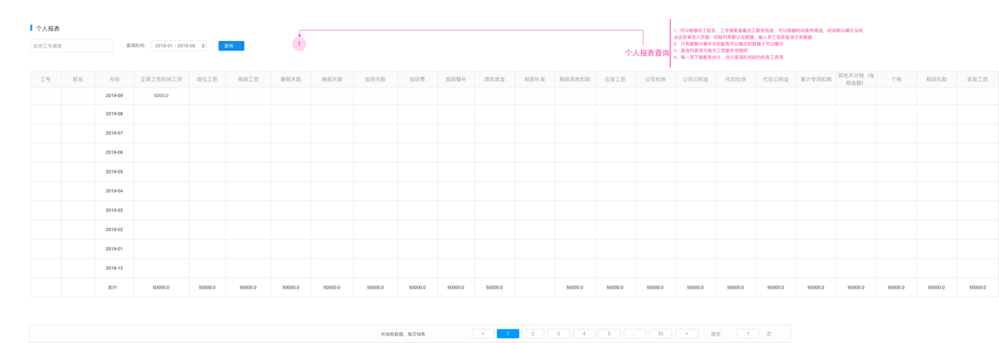 个人报表
支持工号搜索
查询时间:
2019-01 ~ 2019-09
查询
1
个人报表查询
1、可以根据员工姓名、工号搜索查看员工薪资信息，可以根据时间条件筛选，时间默认展示当年，
点击菜单进入页面，初始列表默认无数据，输入员工信息查询才有数据
2、只有薪酬计算中月份配有可以展示的数据才可以展示
3、查询列表项与每月工资邮件项相同
4、每一项下面都有合计，合计查询时间段内的各工资项
工号 姓名 月份 正常工作时间工资 岗位工资 保密工资 事假天数 病假天数 加班天数 加班费 加班餐补 绩效奖金 税前补发 税前其他扣款 应发工资 公司社保 公司公积金 代扣社保 代扣公积金 累计专项扣除 其他不计税（免税金额） 个税 税后扣款 实发工资
2019-09 5000.0
2019-08
2019-07
2019-06
2019-05
2019-04
2019-03
2019-02
2019-01
2018-12
合计: 50000.0 50000.0 50000.0 50000.0 50000.0 50000.0 50000.0 50000.0 50000.0 50000.0 50000.0 50000.0 50000.0 50000.0 50000.0 50000.0 50000.0 50000.0 50000.0 50000.0
共10条数据，每页10条 < 1 2 3 4 5 ... 50 > 跳至 1 页